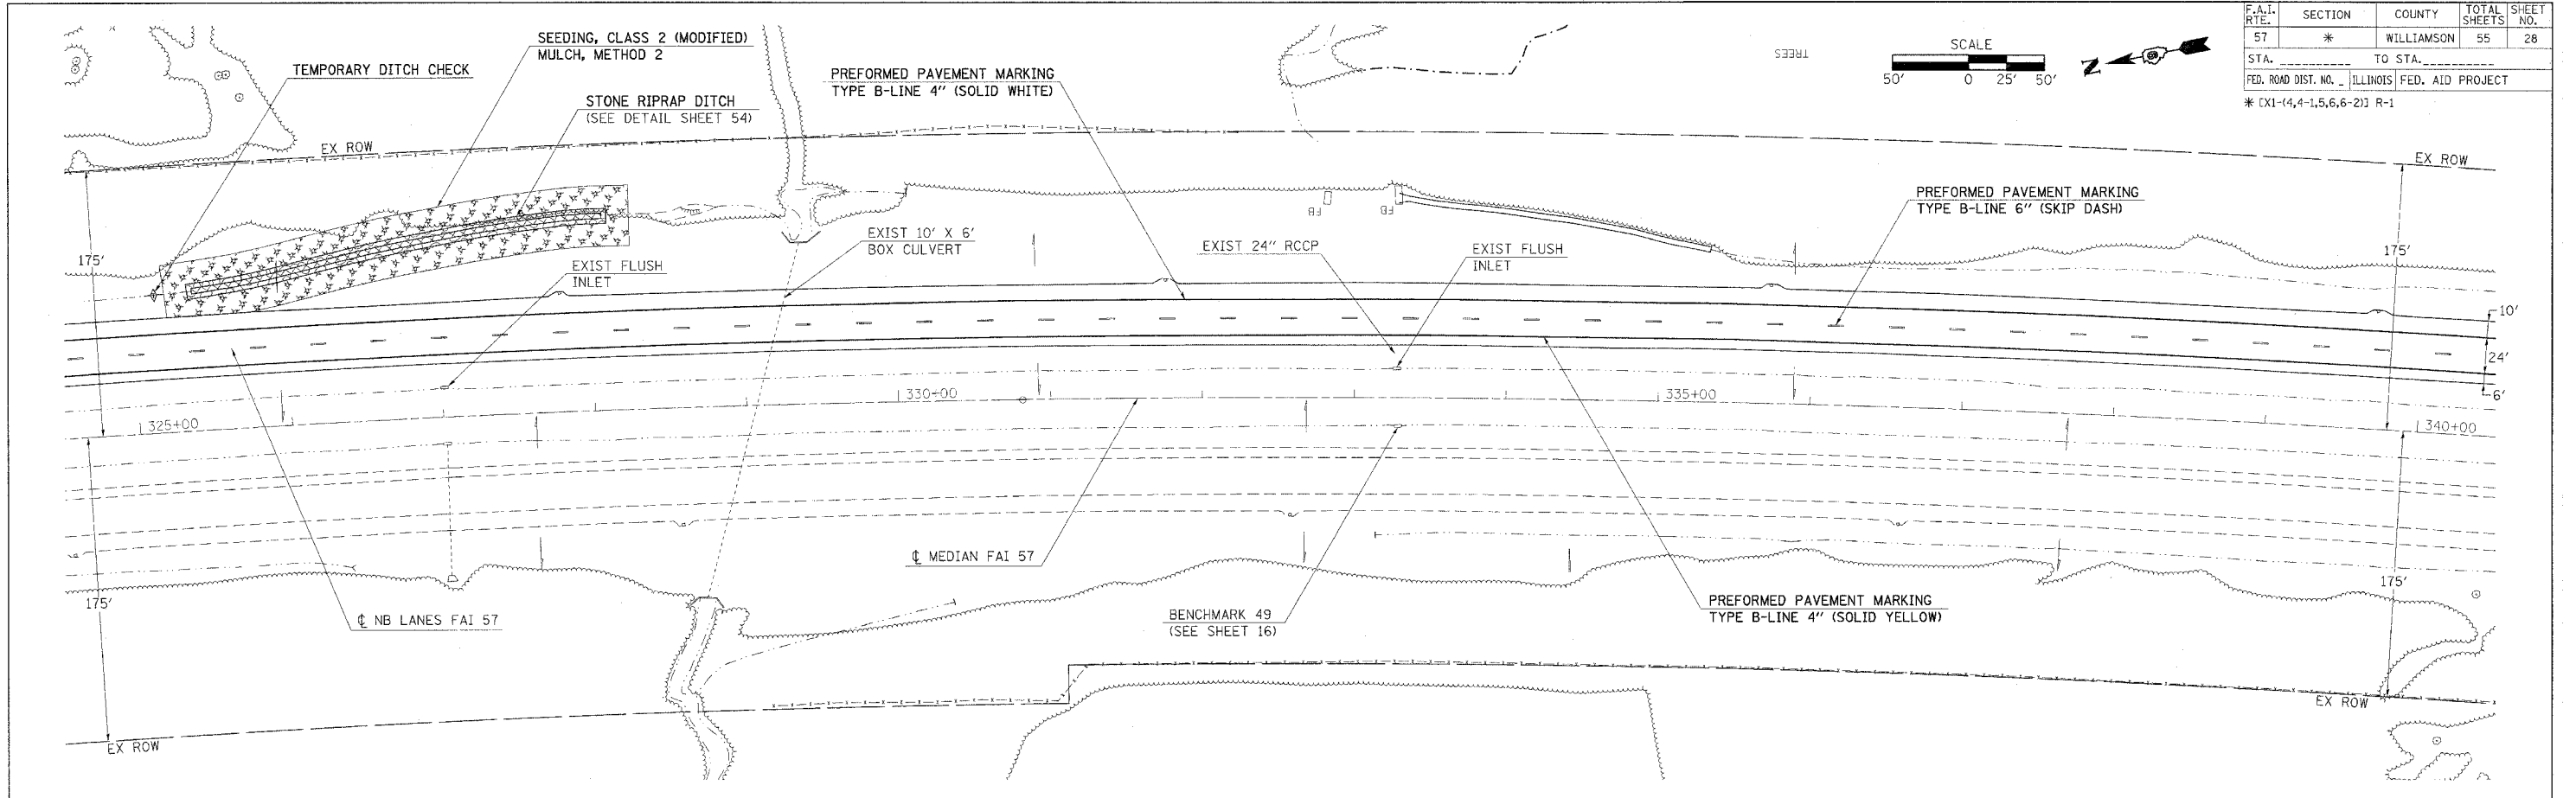 F.A.I. RTE. SECTION COUNTY TOTAL SHEETS SHEET NO.
57 * WILLIAMSON 55 28
STA. __________ TO STA. __________
FED. ROAD DIST. NO. _ ILLINOIS FED. AID PROJECT
* [X1-(4,4-1,5,6,6-2)] R-1
SCALE
50' 0 25' 50'
Z
TREES
SEEDING, CLASS 2 (MODIFIED)
MULCH, METHOD 2
TEMPORARY DITCH CHECK
STONE RIPRAP DITCH
(SEE DETAIL SHEET 54)
PREFORMED PAVEMENT MARKING
TYPE B-LINE 4" (SOLID WHITE)
EX ROW
EX ROW
PREFORMED PAVEMENT MARKING
TYPE B-LINE 6" (SKIP DASH)
FB
FB
EXIST 10' X 6'
BOX CULVERT
EXIST 24" RCCP
EXIST FLUSH
INLET
EXIST FLUSH
INLET
175'
175'
10'
24'
6'
325+00
330+00
335+00
340+00
℄ MEDIAN FAI 57
℄ NB LANES FAI 57
BENCHMARK 49
(SEE SHEET 16)
PREFORMED PAVEMENT MARKING
TYPE B-LINE 4" (SOLID YELLOW)
175'
175'
EX ROW
EX ROW